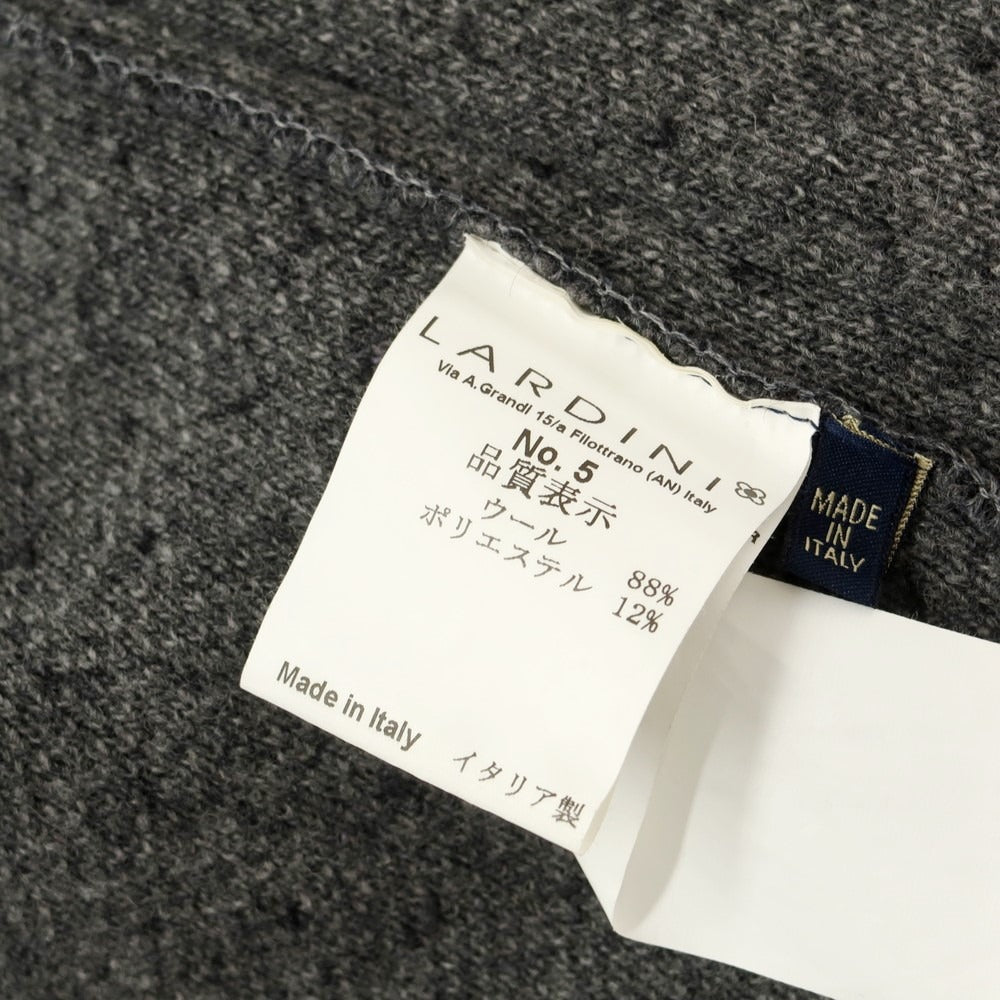 LARDINI
Via A.Grandi 15/a Filottrano (AN) Italy
No. 5
品質表示
ウール 88%
ポリエステル 12%
Made in Italy
イタリア製
MADE
IN
ITALY